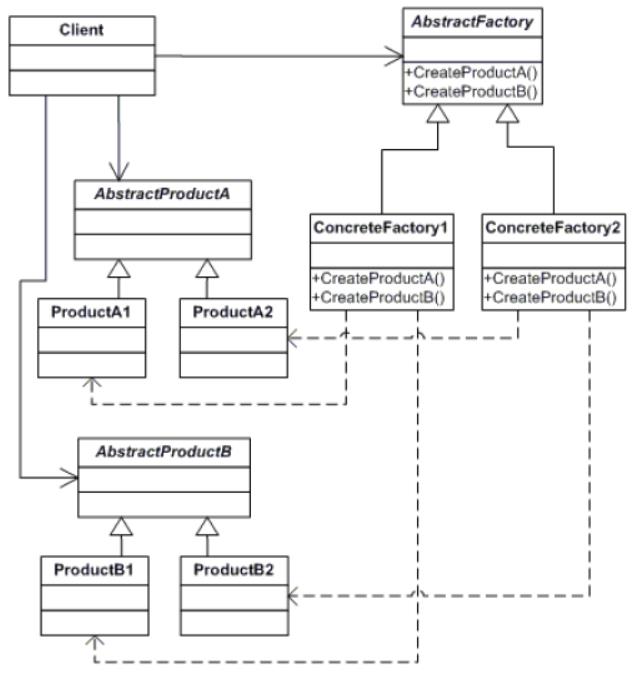 Client
AbstractFactory
+CreateProductA()
+CreateProductB()
AbstractProductA
ConcreteFactory1
+CreateProductA()
+CreateProductB()
ConcreteFactory2
+CreateProductA()
+CreateProductB()
ProductA1
ProductA2
AbstractProductB
ProductB1
ProductB2